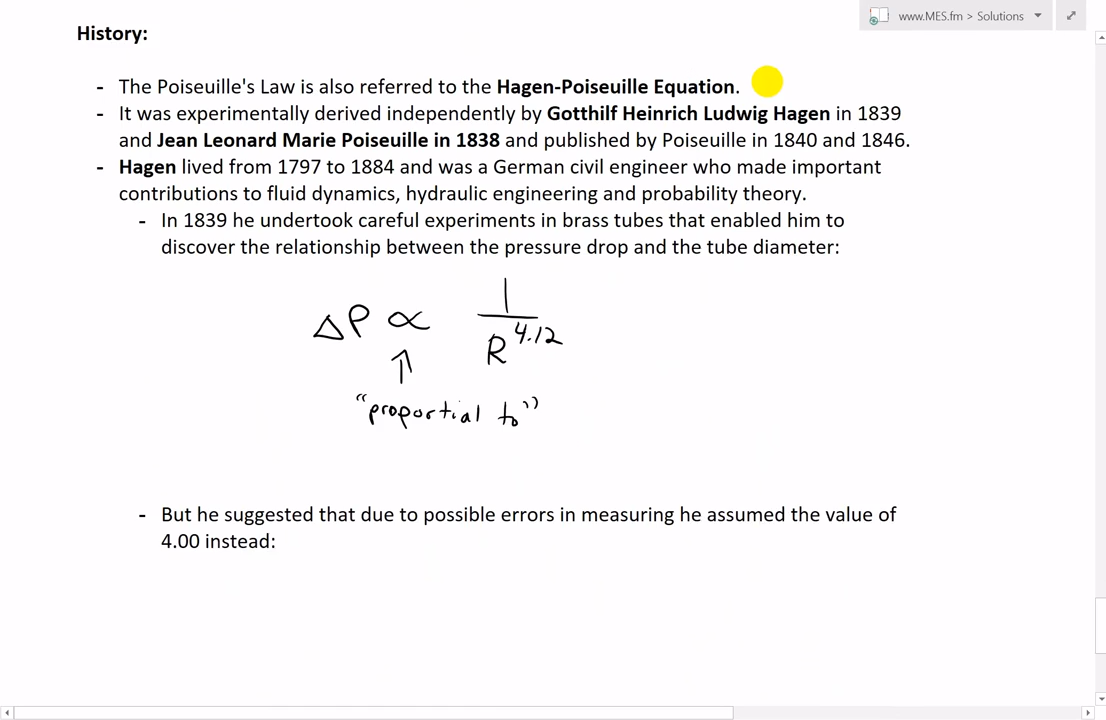 www.MES.fm > Solutions
History:
- The Poiseuille's Law is also referred to the Hagen-Poiseuille Equation.
- It was experimentally derived independently by Gotthilf Heinrich Ludwig Hagen in 1839
and Jean Leonard Marie Poiseuille in 1838 and published by Poiseuille in 1840 and 1846.
- Hagen lived from 1797 to 1884 and was a German civil engineer who made important
contributions to fluid dynamics, hydraulic engineering and probability theory.
- In 1839 he undertook careful experiments in brass tubes that enabled him to
discover the relationship between the pressure drop and the tube diameter:
ΔP ∝ 1/R^4.12
↑
"proportial to"
- But he suggested that due to possible errors in measuring he assumed the value of
4.00 instead: